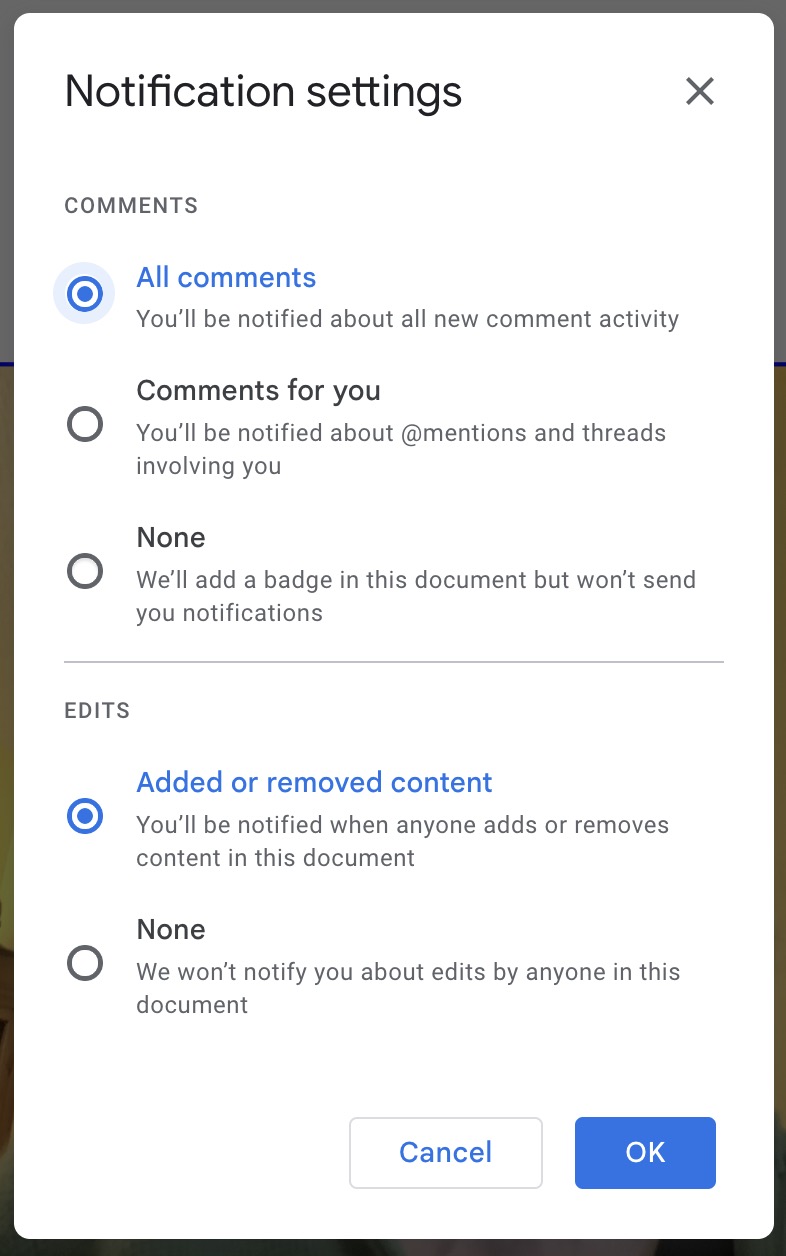 Notification settings
COMMENTS
All comments
You’ll be notified about all new comment activity
Comments for you
You’ll be notified about @mentions and threads
involving you
None
We’ll add a badge in this document but won’t send
you notifications
EDITS
Added or removed content
You’ll be notified when anyone adds or removes
content in this document
None
We won’t notify you about edits by anyone in this
document
Cancel
OK